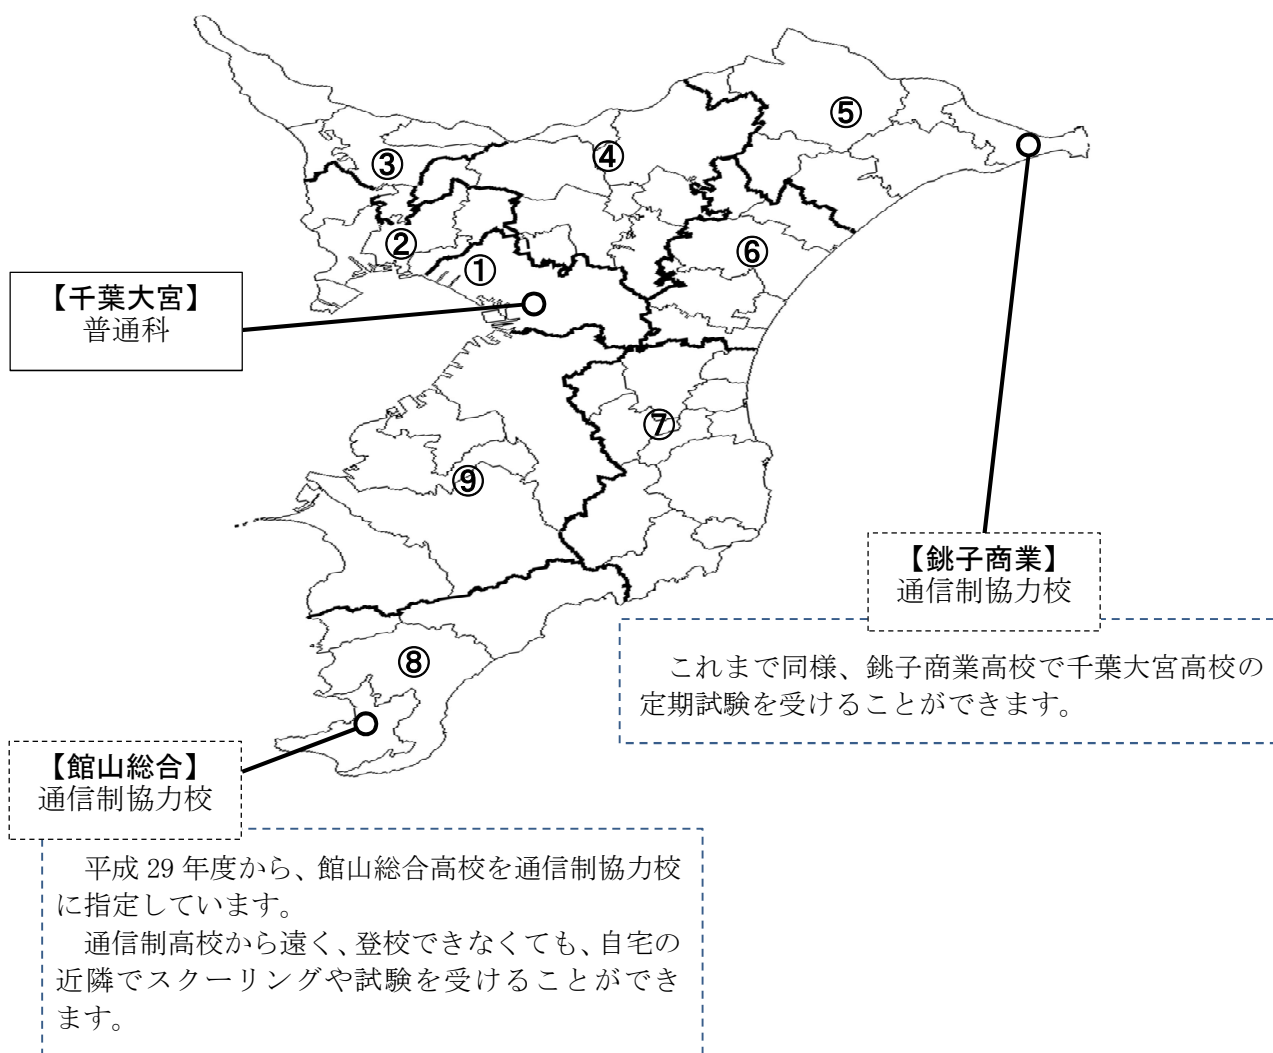 ⑤
③
④
②
⑥
①
【千葉大宮】
普通科
⑦
⑨
【銚子商業】
通信制協力校
これまで同様、銚子商業高校で千葉大宮高校の
定期試験を受けることができます。
⑧
【館山総合】
通信制協力校
平成 29 年度から、館山総合高校を通信制協力校
に指定しています。
通信制高校から遠く、登校できなくても、自宅の
近隣でスクーリングや試験を受けることができ
ます。